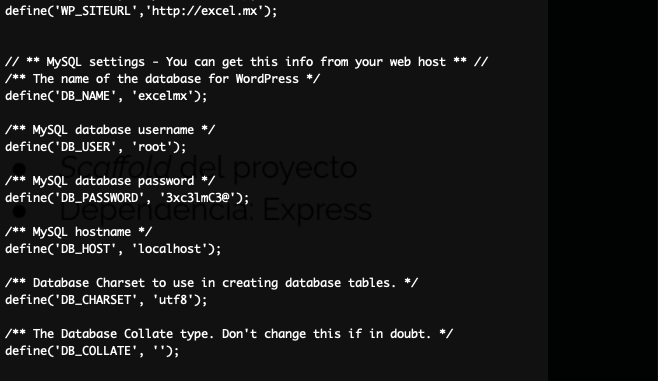 define('WP_SITEURL','http://excel.mx');
// ** MySQL settings - You can get this info from your web host ** //
/** The name of the database for WordPress */
define('DB_NAME', 'excelmx');
/** MySQL database username */
define('DB_USER', 'root');
Scaffold del proyecto
/** MySQL database password */
define('DB_PASSWORD', '3xc3lmC3@');
Dependencia: Express
/** MySQL hostname */
define('DB_HOST', 'localhost');
/** Database Charset to use in creating database tables. */
define('DB_CHARSET', 'utf8');
/** The Database Collate type. Don't change this if in doubt. */
define('DB_COLLATE', '');